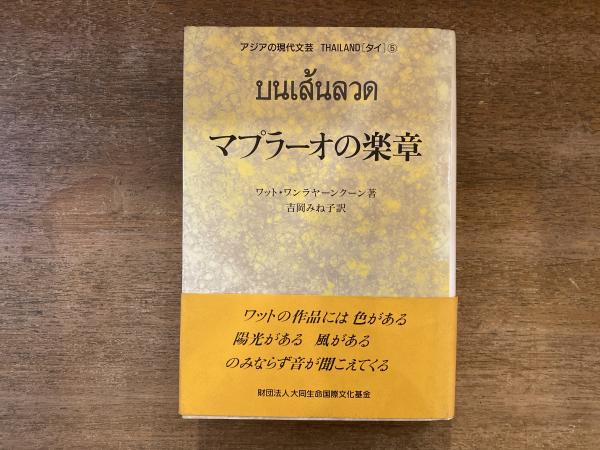 アジアの現代文芸 THAILAND［タイ］⑤
บนเส้นลวด
マプラーオの楽章
ワット・ワンラヤーンクーン著
吉岡みね子訳
ワットの作品には 色がある
陽光がある 風がある
のみならず音が聞こえてくる
財団法人大同生命国際文化基金